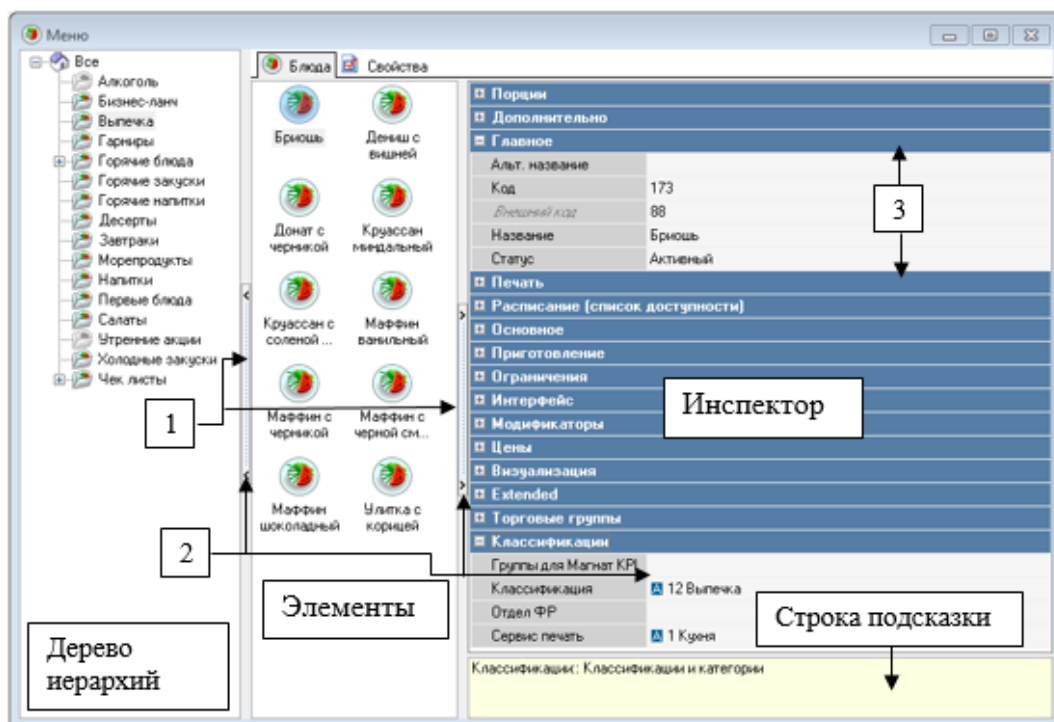 Меню
Все
Алкоголь
Бизнес-ланч
Выпечка
Гарниры
Горячие блюда
Горячие закуски
Горячие напитки
Десерты
Завтраки
Морепродукты
Напитки
Первые блюда
Салаты
Утренние акции
Холодные закуски
Чек листы
Дерево
иерархий
1
2
Блюда Свойства
Бриошь
Дениш с
вишней
Донат с
черникой
Круассан
миндальный
Круассан с
соленой ...
Маффин
ванильный
Маффин с
черникой
Маффин с
черной см...
Маффин
шоколадный
Улитка с
корицей
Элементы
Порции
Дополнительно
Главное
Альт. название
Код 173
Внешний код 88
Название Бриошь
Статус Активный
3
Печать
Расписание (список доступности)
Основное
Приготовление
Ограничения
Интерфейс
Модификаторы
Цены
Визуализация
Extended
Торговые группы
Классификации
Инспектор
Группы для Магнат KPI
Классификация A 12 Выпечка
Отдел ФР
Сервис печать A 1 Кухня
Строка подсказки
Классификации: Классификации и категории